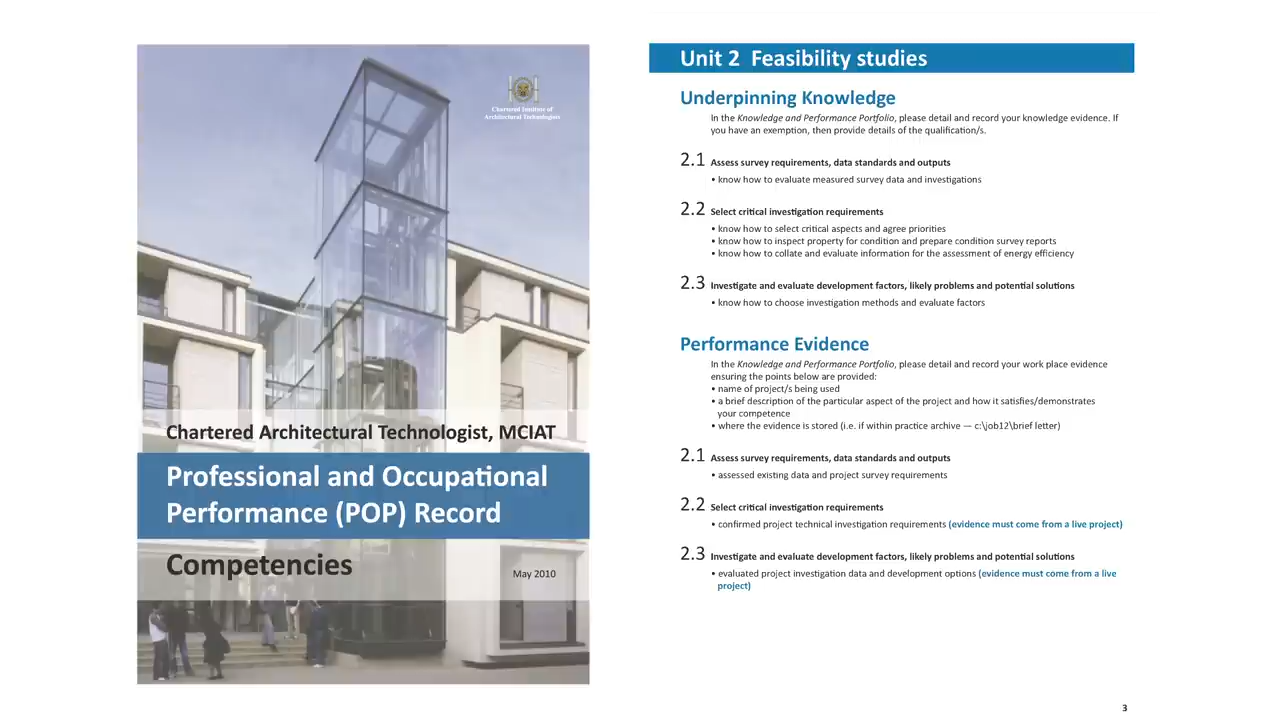 Chartered Institute of
Architectural Technologists
Chartered Architectural Technologist, MCIAT
Professional and Occupational
Performance (POP) Record
Competencies
May 2010
Unit 2 Feasibility studies
Underpinning Knowledge
In the Knowledge and Performance Portfolio, please detail and record your knowledge evidence. If
you have an exemption, then provide details of the qualification/s.
2.1 Assess survey requirements, data standards and outputs
• know how to evaluate measured survey data and investigations
2.2 Select critical investigation requirements
• know how to select critical aspects and agree priorities
• know how to inspect property for condition and prepare condition survey reports
• know how to collate and evaluate information for the assessment of energy efficiency
2.3 Investigate and evaluate development factors, likely problems and potential solutions
• know how to choose investigation methods and evaluate factors
Performance Evidence
In the Knowledge and Performance Portfolio, please detail and record your work place evidence
ensuring the points below are provided:
• name of project/s being used
• a brief description of the particular aspect of the project and how it satisfies/demonstrates
your competence
• where the evidence is stored (i.e. if within practice archive — c:\job12\brief letter)
2.1 Assess survey requirements, data standards and outputs
• assessed existing data and project survey requirements
2.2 Select critical investigation requirements
• confirmed project technical investigation requirements (evidence must come from a live project)
2.3 Investigate and evaluate development factors, likely problems and potential solutions
• evaluated project investigation data and development options (evidence must come from a live
project)
3